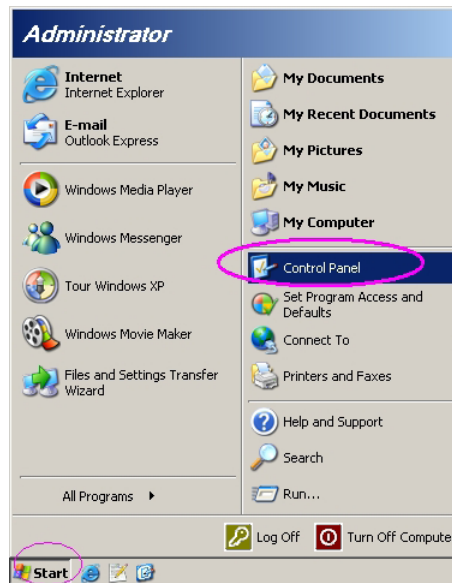 Administrator
Internet
Internet Explorer
E-mail
Outlook Express
Windows Media Player
Windows Messenger
Tour Windows XP
Windows Movie Maker
Files and Settings Transfer
Wizard
All Programs
My Documents
My Recent Documents
My Pictures
My Music
My Computer
Control Panel
Set Program Access and
Defaults
Connect To
Printers and Faxes
Help and Support
Search
Run...
Log Off
Turn Off Compute
Start